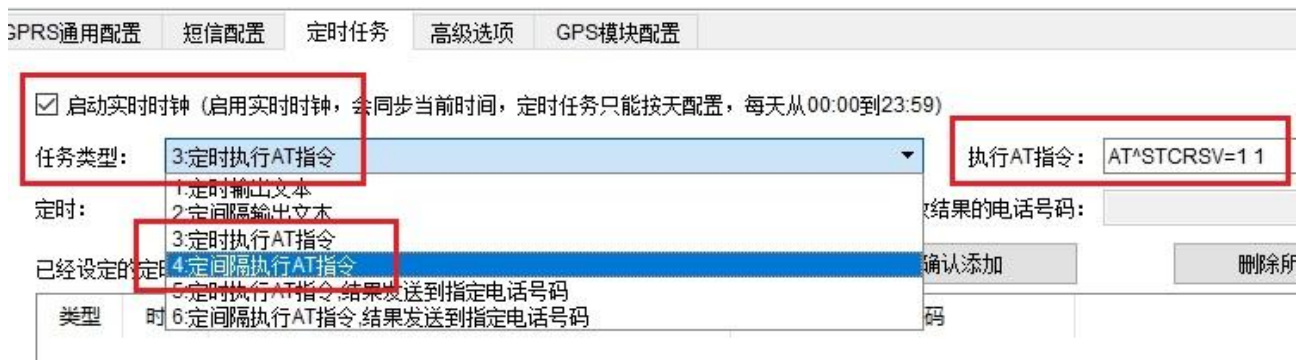 GPRS通用配置 短信配置 定时任务 高级选项 GPS模块配置
启动实时时钟（启用实时时钟，会同步当前时间，定时任务只能按天配置，每天从00:00到23:59)
任务类型： 3:定时执行AT指令 执行AT指令： AT^STCRSV=1 1
1:定时输出文本
定时： 2:定间隔输出文本 结果的电话号码：
3:定时执行AT指令
已经设定的定时 4:定间隔执行AT指令 确认添加 删除所
5:定时执行AT指令,结果发送到指定电话号码
类型 时 6:定间隔执行AT指令,结果发送到指定电话号码 码